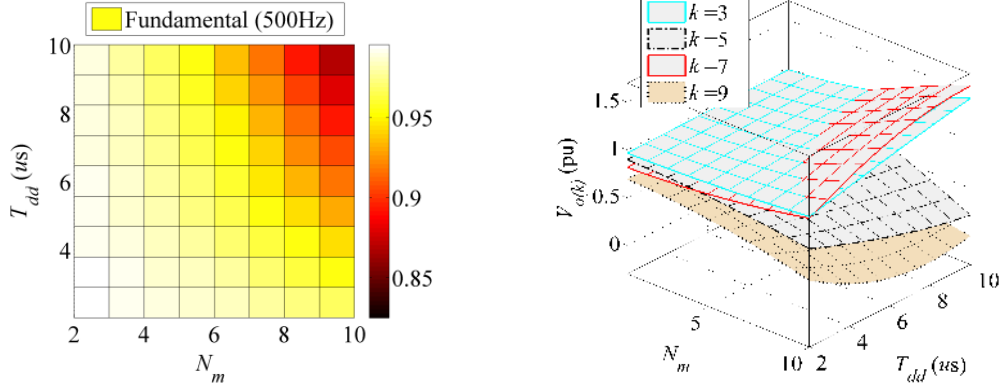 Fundamental (500Hz)
10
8
6
4
2 4 6 8 10
T_dd (us)
N_m
0.95
0.9
0.85
k=3
k=5
k=7
k=9
1.5
1
0.5
0
V_o(k) (pu)
5
10
N_m
2 4 6 8 10
T_dd (us)